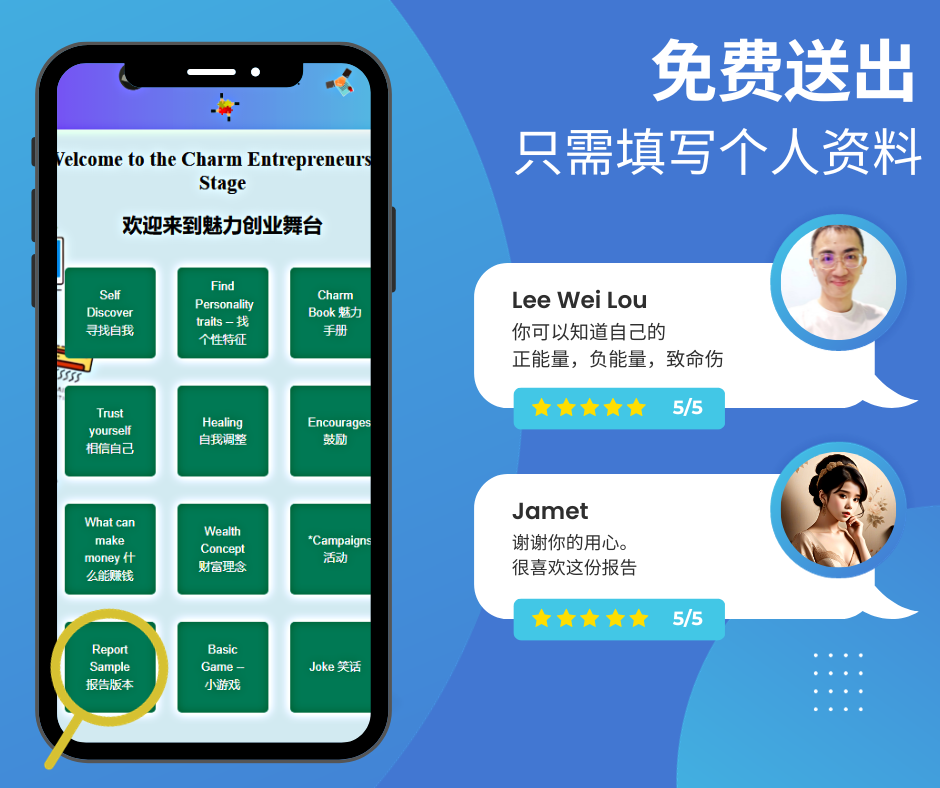 免费送出
只需填写个人资料
Velcome to the Charm Entrepreneurs
Stage
欢迎来到魅力创业舞台
Self
Discover
寻找自我
Find
Personality
traits – 找
个性特征
Charm
Book 魅力
手册
Trust
yourself
相信自己
Healing
自我调整
Encourages
鼓励
What can
make
money 什
么能赚钱
Wealth
Concept
财富理念
*Campaigns
活动
Report
Sample
报告版本
Basic
Game –
小游戏
Joke 笑话
Lee Wei Lou
你可以知道自己的
正能量，负能量，致命伤
5/5
Jamet
谢谢你的用心。
很喜欢这份报告
5/5